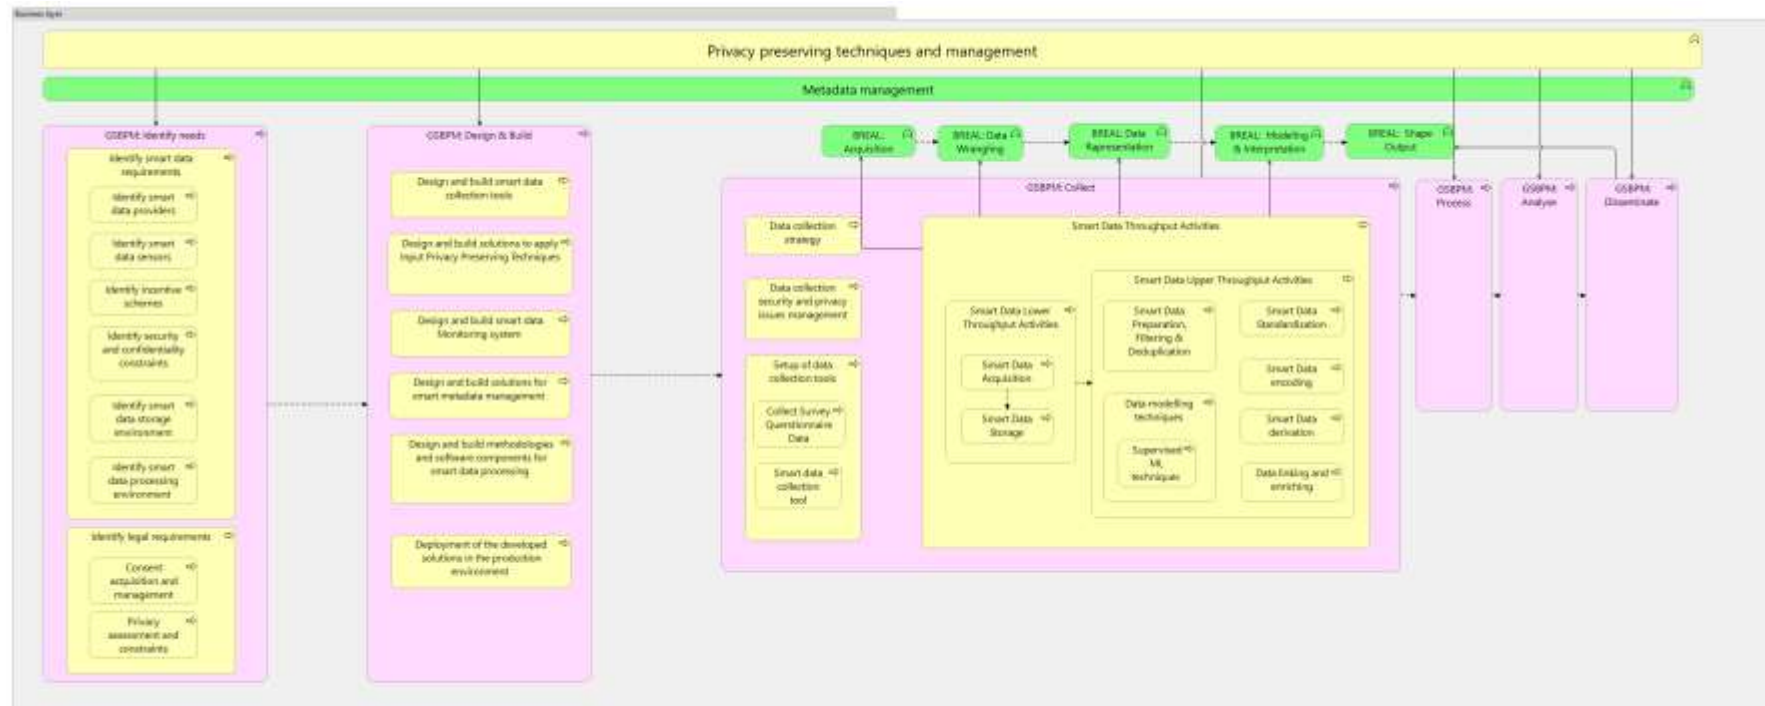 Business layer
Privacy preserving techniques and management
Metadata management
GSBPM: Identify needs
Identify smart data
requirements
Identify smart
data providers
Identify smart
data sensors
Identify incentive
schemes
Identify security
and confidentiality
constraints
Identify smart
data storage
environment
Identify smart
data processing
environment
Identify legal requirements
Consent
acquisition and
management
Privacy
assessment and
constraints
GSBPM: Design & Build
Design and build smart data
collection tools
Design and build solutions to apply
Input Privacy Preserving Techniques
Design and build smart data
Monitoring system
Design and build solutions for
smart metadata management
Design and build methodologies
and software components for
smart data processing
Deployment of the developed
solutions in the production
environment
BREAL:
Acquisition
BREAL: Data
Wrangling
BREAL: Data
Representation
BREAL: Modeling
& Interpretation
BREAL: Shape
Output
GSBPM: Collect
Data collection
strategy
Data collection
security and privacy
issues management
Setup of data
collection tools
Collect Survey
Questionnaire
Data
Smart data
collection
tool
Smart Data Throughput Activities
Smart Data Lower
Throughput Activities
Smart Data
Acquisition
Smart Data
Storage
Smart Data Upper Throughput Activities
Smart Data
Preparation,
Filtering &
Deduplication
Data modelling
techniques
Supervised
ML
techniques
Smart Data
Standardization
Smart Data
encoding
Smart Data
derivation
Data linking and
enriching
GSBPM:
Process
GSBPM:
Analyse
GSBPM:
Disseminate